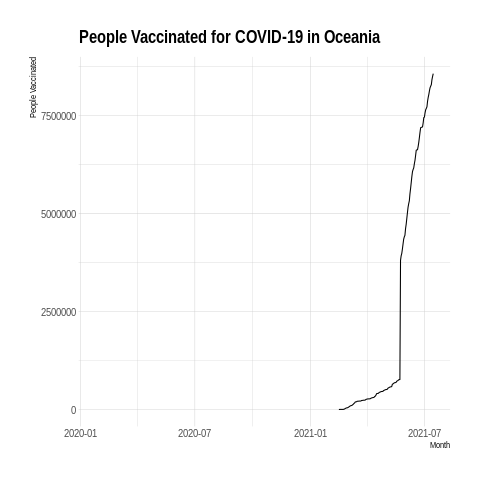 People Vaccinated for COVID-19 in Oceania
People Vaccinated
7500000
5000000
2500000
0
2020-01 2020-07 2021-01 2021-07
Month